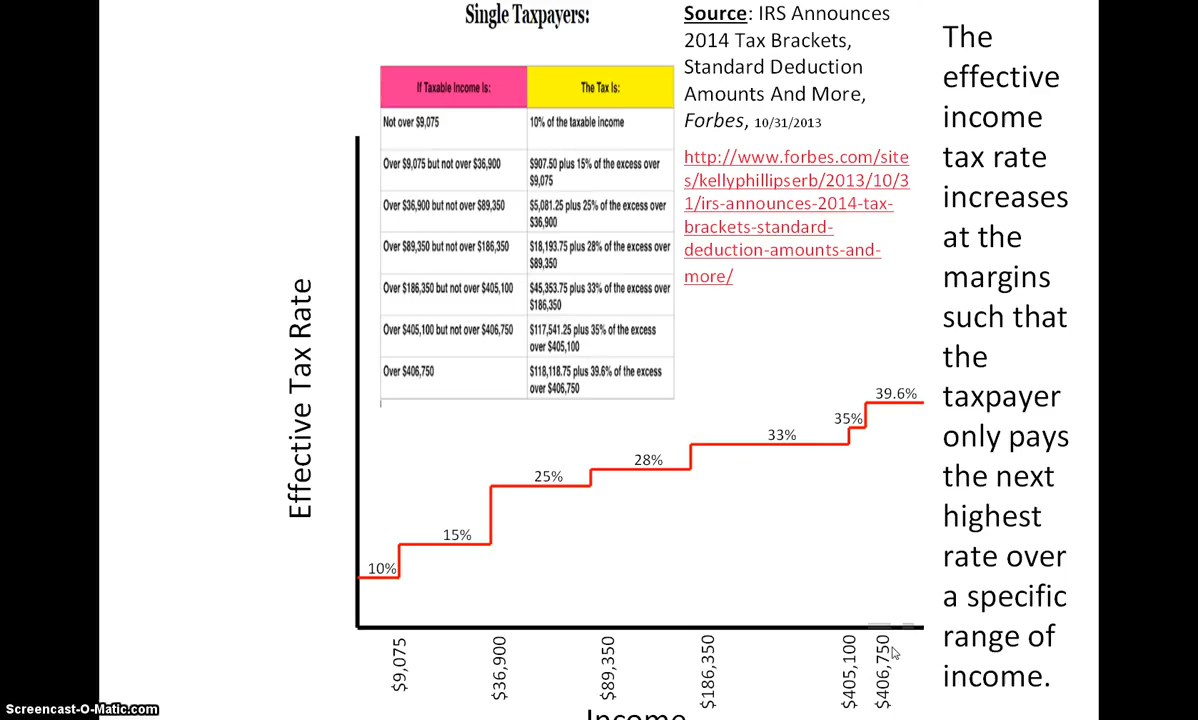 Single Taxpayers:
If Taxable Income Is:
The Tax Is:
Not over $9,075
10% of the taxable income
Over $9,075 but not over $36,900
$907.50 plus 15% of the excess over
$9,075
Over $36,900 but not over $89,350
$5,081.25 plus 25% of the excess over
$36,900
Over $89,350 but not over $186,350
$18,193.75 plus 28% of the excess over
$89,350
Over $186,350 but not over $405,100
$45,353.75 plus 33% of the excess over
$186,350
Over $405,100 but not over $406,750
$117,541.25 plus 35% of the excess
over $405,100
Over $406,750
$118,118.75 plus 39.6% of the excess
over $406,750
Source: IRS Announces
2014 Tax Brackets,
Standard Deduction
Amounts And More,
Forbes, 10/31/2013
http://www.forbes.com/site
s/kellyphillipserb/2013/10/3
1/irs-announces-2014-tax-
brackets-standard-
deduction-amounts-and-
more/
The
effective
income
tax rate
increases
at the
margins
such that
the
taxpayer
only pays
the next
highest
rate over
a specific
range of
income.
Effective Tax Rate
10%
15%
25%
28%
33%
35%
39.6%
$9,075
$36,900
$89,350
$186,350
$405,100
$406,750
Income
Screencast-O-Matic.com